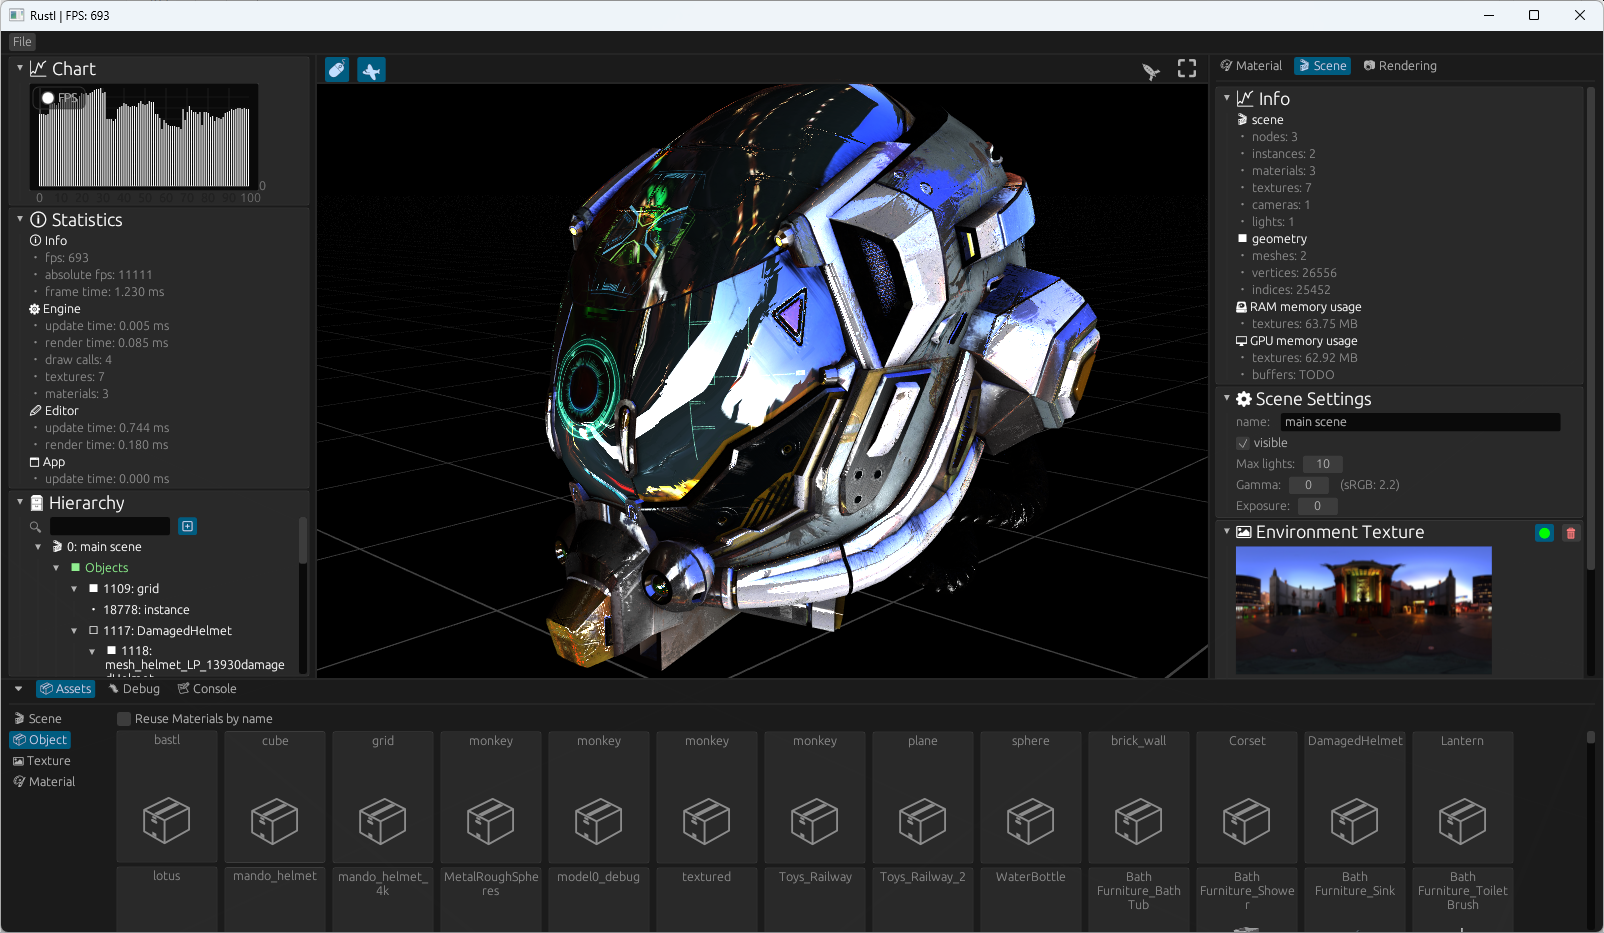 RustI | FPS: 693
File
Chart
FPS
0
0 10 20 30 40 50 60 70 80 90 100
Statistics
Info
fps: 693
absolute fps: 11111
frame time: 1.230 ms
Engine
update time: 0.005 ms
render time: 0.085 ms
draw calls: 4
textures: 7
materials: 3
Editor
update time: 0.744 ms
render time: 0.180 ms
App
update time: 0.000 ms
Hierarchy
0: main scene
Objects
1109: grid
18778: instance
1117: DamagedHelmet
1118:
mesh_helmet_LP_13930damage
dHelmet
Material Scene Rendering
Info
scene
nodes: 3
instances: 2
materials: 3
textures: 7
cameras: 1
lights: 1
geometry
meshes: 2
vertices: 26556
indices: 25452
RAM memory usage
textures: 63.75 MB
GPU memory usage
textures: 62.92 MB
buffers: TODO
Scene Settings
name: main scene
visible
Max lights: 10
Gamma: 0 (sRGB: 2.2)
Exposure: 0
Environment Texture
Assets Debug Console
Scene
Object
Texture
Material
Reuse Materials by name
bastl cube grid monkey monkey monkey monkey plane sphere brick_wall Corset DamagedHelmet Lantern
lotus mando_helmet mando_helmet_ MetalRoughSphe model0_debug textured Toys_Railway Toys_Railway_2 WaterBottle Bath Bath Bath Bath
4k res Furniture_Bath Furniture_Showe Furniture_Sink Furniture_Toilet
Tub r Brush